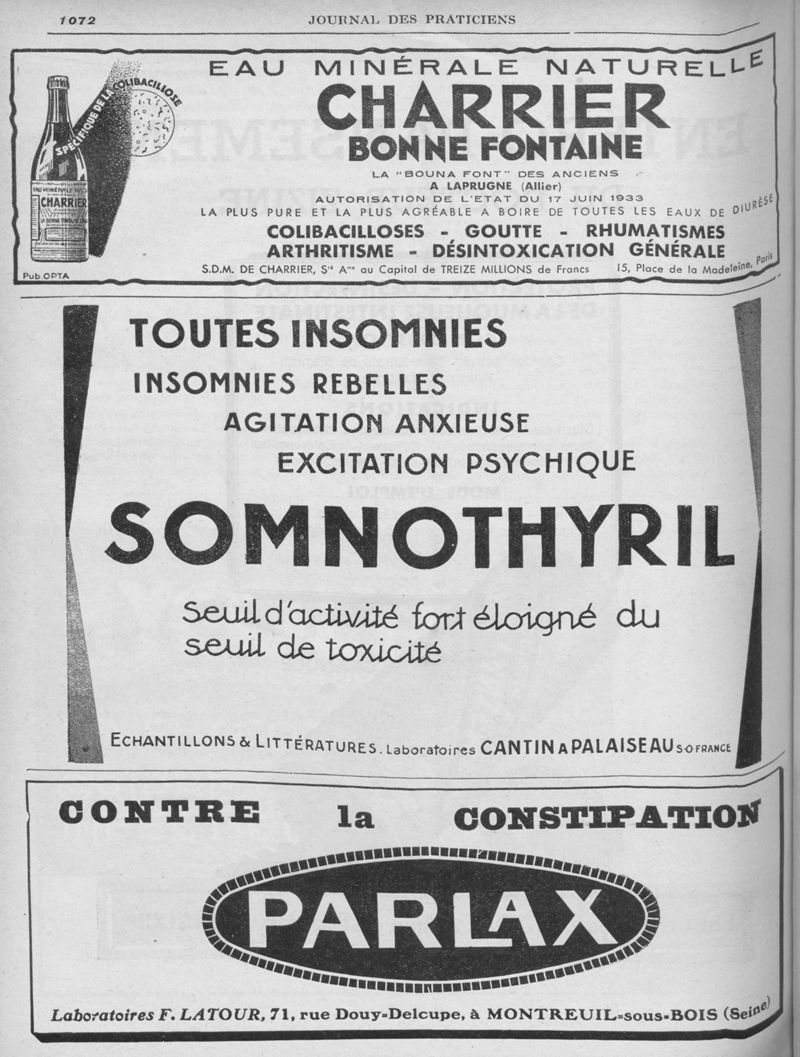 1072
JOURNAL DES PRATICIENS
EAU MINÉRALE NATURELLE
SPÉCIFIQUE DE LA COLIBACILLOSE
CHARRIER
BONNE FONTAINE
LA "BOUNA FONT" DES ANCIENS
A LAPRUGNE (Allier)
AUTORISATION DE L'ETAT DU 17 JUIN 1933
LA PLUS PURE ET LA PLUS AGRÉABLE A BOIRE DE TOUTES LES EAUX DE DIURÈSE
COLIBACILLOSES - GOUTTE - RHUMATISMES
ARTHRITISME - DÉSINTOXICATION GÉNÉRALE
S.D.M. DE CHARRIER, Sté Ame au Capital de TREIZE MILLIONS de Francs 15, Place de la Madeleine, Paris
EAU MINÉRALE
CHARRIER
Pub. OPTA
TOUTES INSOMNIES
INSOMNIES REBELLES
AGITATION ANXIEUSE
EXCITATION PSYCHIQUE
SOMNOTHYRIL
Seuil d'activité fort éloigné du
seuil de toxicité
ECHANTILLONS & LITTÉRATURES. Laboratoires CANTIN A PALAISEAU S-O FRANCE
CONTRE la CONSTIPATION
PARLAX
Laboratoires F. LATOUR, 71, rue Douy-Delcupe, à MONTREUIL-sous-BOIS (Seine)